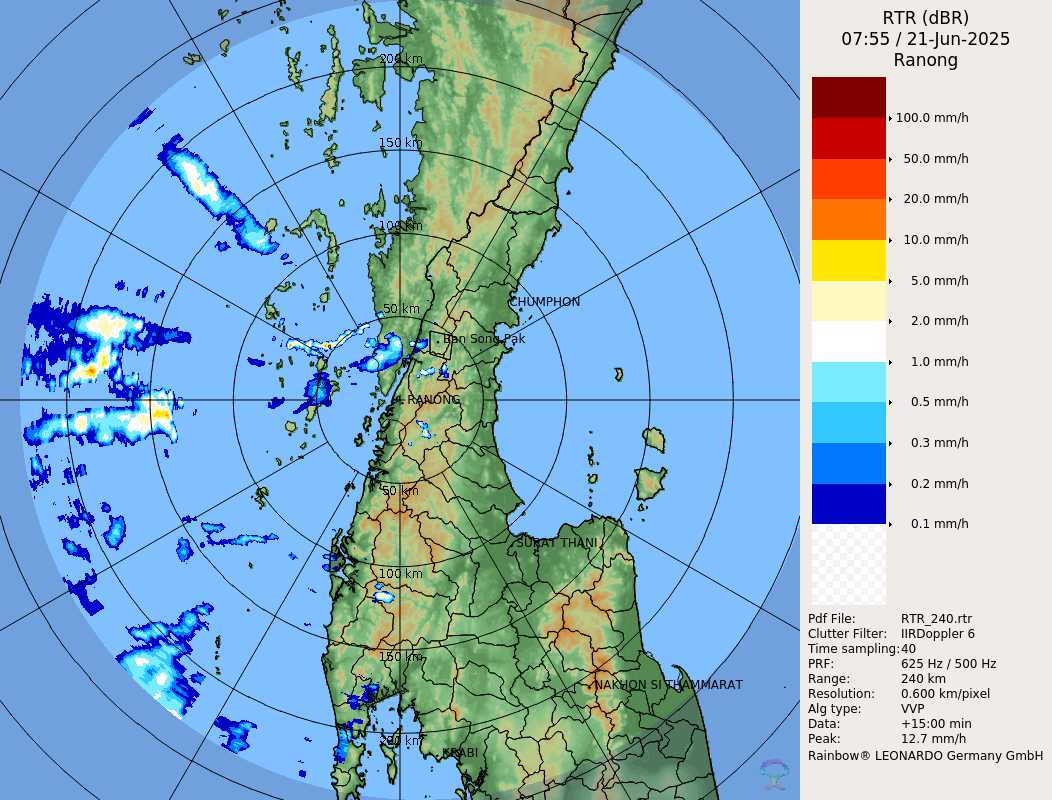 RTR (dBR)
07:55 / 21-Jun-2025
Ranong
100.0 mm/h
50.0 mm/h
20.0 mm/h
10.0 mm/h
5.0 mm/h
2.0 mm/h
1.0 mm/h
0.5 mm/h
0.3 mm/h
0.2 mm/h
0.1 mm/h
Pdf File: RTR_240.rtr
Clutter Filter: IIRDoppler 6
Time sampling:40
PRF: 625 Hz / 500 Hz
Range: 240 km
Resolution: 0.600 km/pixel
Alg type: VVP
Data: +15:00 min
Peak: 12.7 mm/h
Rainbow® LEONARDO Germany GmbH
200 km
150 km
100 km
50 km
CHUMPHON
Ban Song Pak
RANONG
50 km
SURAT THANI
100 km
150 km
NAKHON SI THAMMARAT
200 km
KRABI